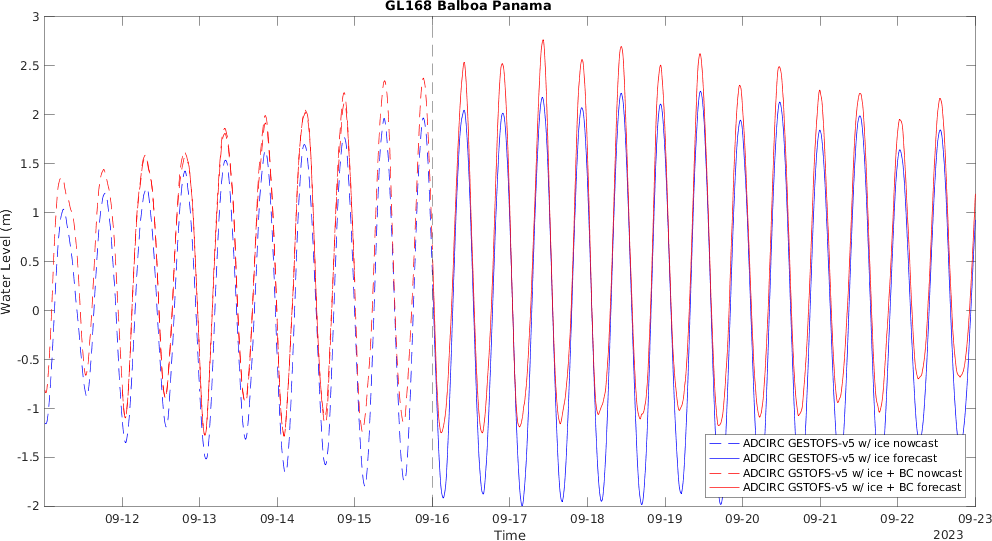 GL168 Balboa Panama
3
2.5
2
1.5
1
0.5
0
-0.5
-1
-1.5
-2
Water Level (m)
ADCIRC GESTOFS-v5 w/ ice nowcast
ADCIRC GESTOFS-v5 w/ ice forecast
ADCIRC GSTOFS-v5 w/ ice + BC nowcast
ADCIRC GSTOFS-v5 w/ ice + BC forecast
09-12 09-13 09-14 09-15 09-16 09-17 09-18 09-19 09-20 09-21 09-22 09-23
Time
2023